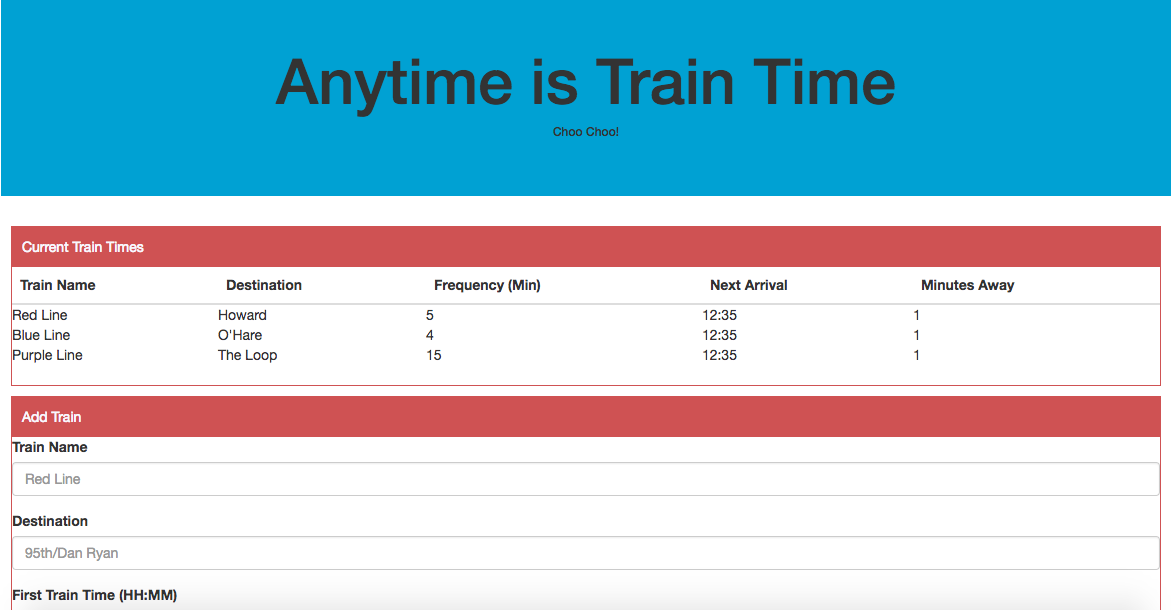 Anytime is Train Time
Choo Choo!
Current Train Times
Train Name Destination Frequency (Min) Next Arrival Minutes Away
Red Line Howard 5 12:35 1
Blue Line O'Hare 4 12:35 1
Purple Line The Loop 15 12:35 1
Add Train
Train Name
Red Line
Destination
95th/Dan Ryan
First Train Time (HH:MM)